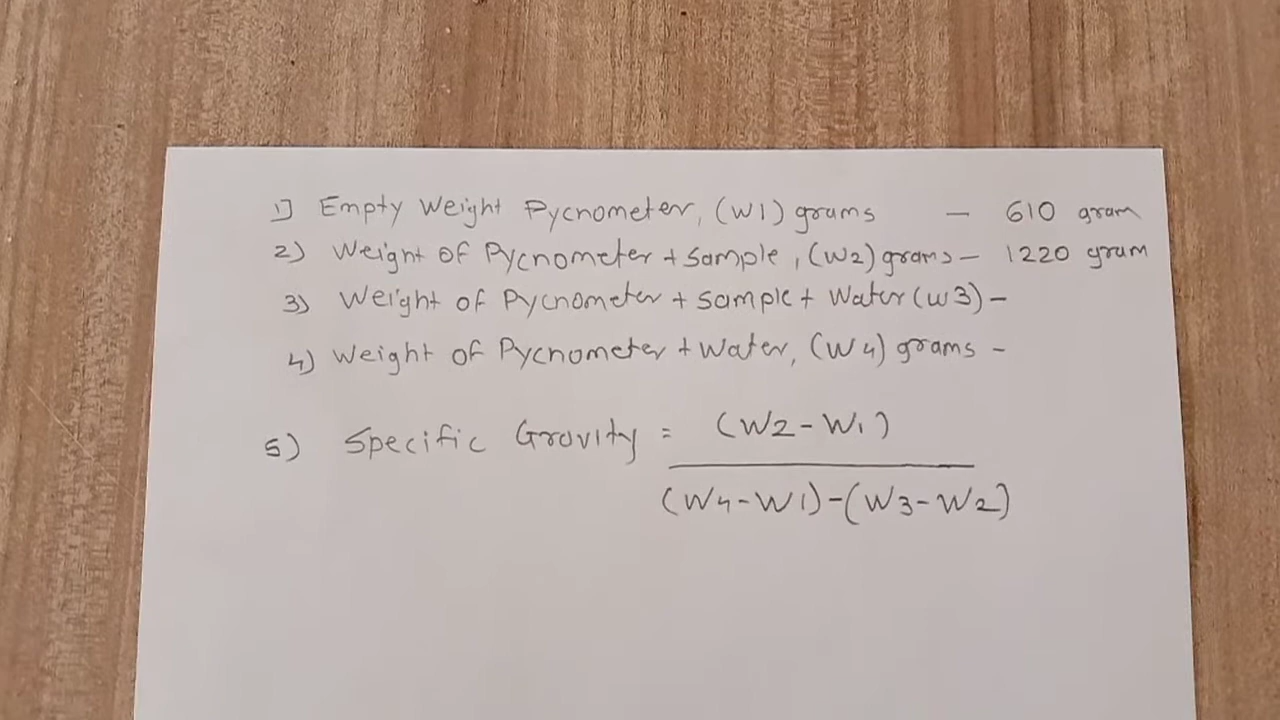 1) Empty Weight Pycnometer, (W1) grams - 610 gram
2) Weight of Pycnometer + Sample, (W2) grams - 1220 gram
3) Weight of Pycnometer + Sample + Water (W3) -
4) Weight of Pycnometer + Water, (W4) grams -
5) Specific Gravity = (W2-W1)
(W4-W1)-(W3-W2)